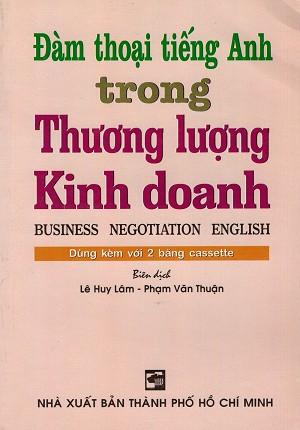 Đàm thoại tiếng Anh
trong
Thương lượng
Kinh doanh
BUSINESS NEGOTIATION ENGLISH
Dùng kèm với 2 băng cassette
Biên dịch
Lê Huy Lâm - Phạm Văn Thuận
NHÀ XUẤT BẢN THÀNH PHỐ HỒ CHÍ MINH